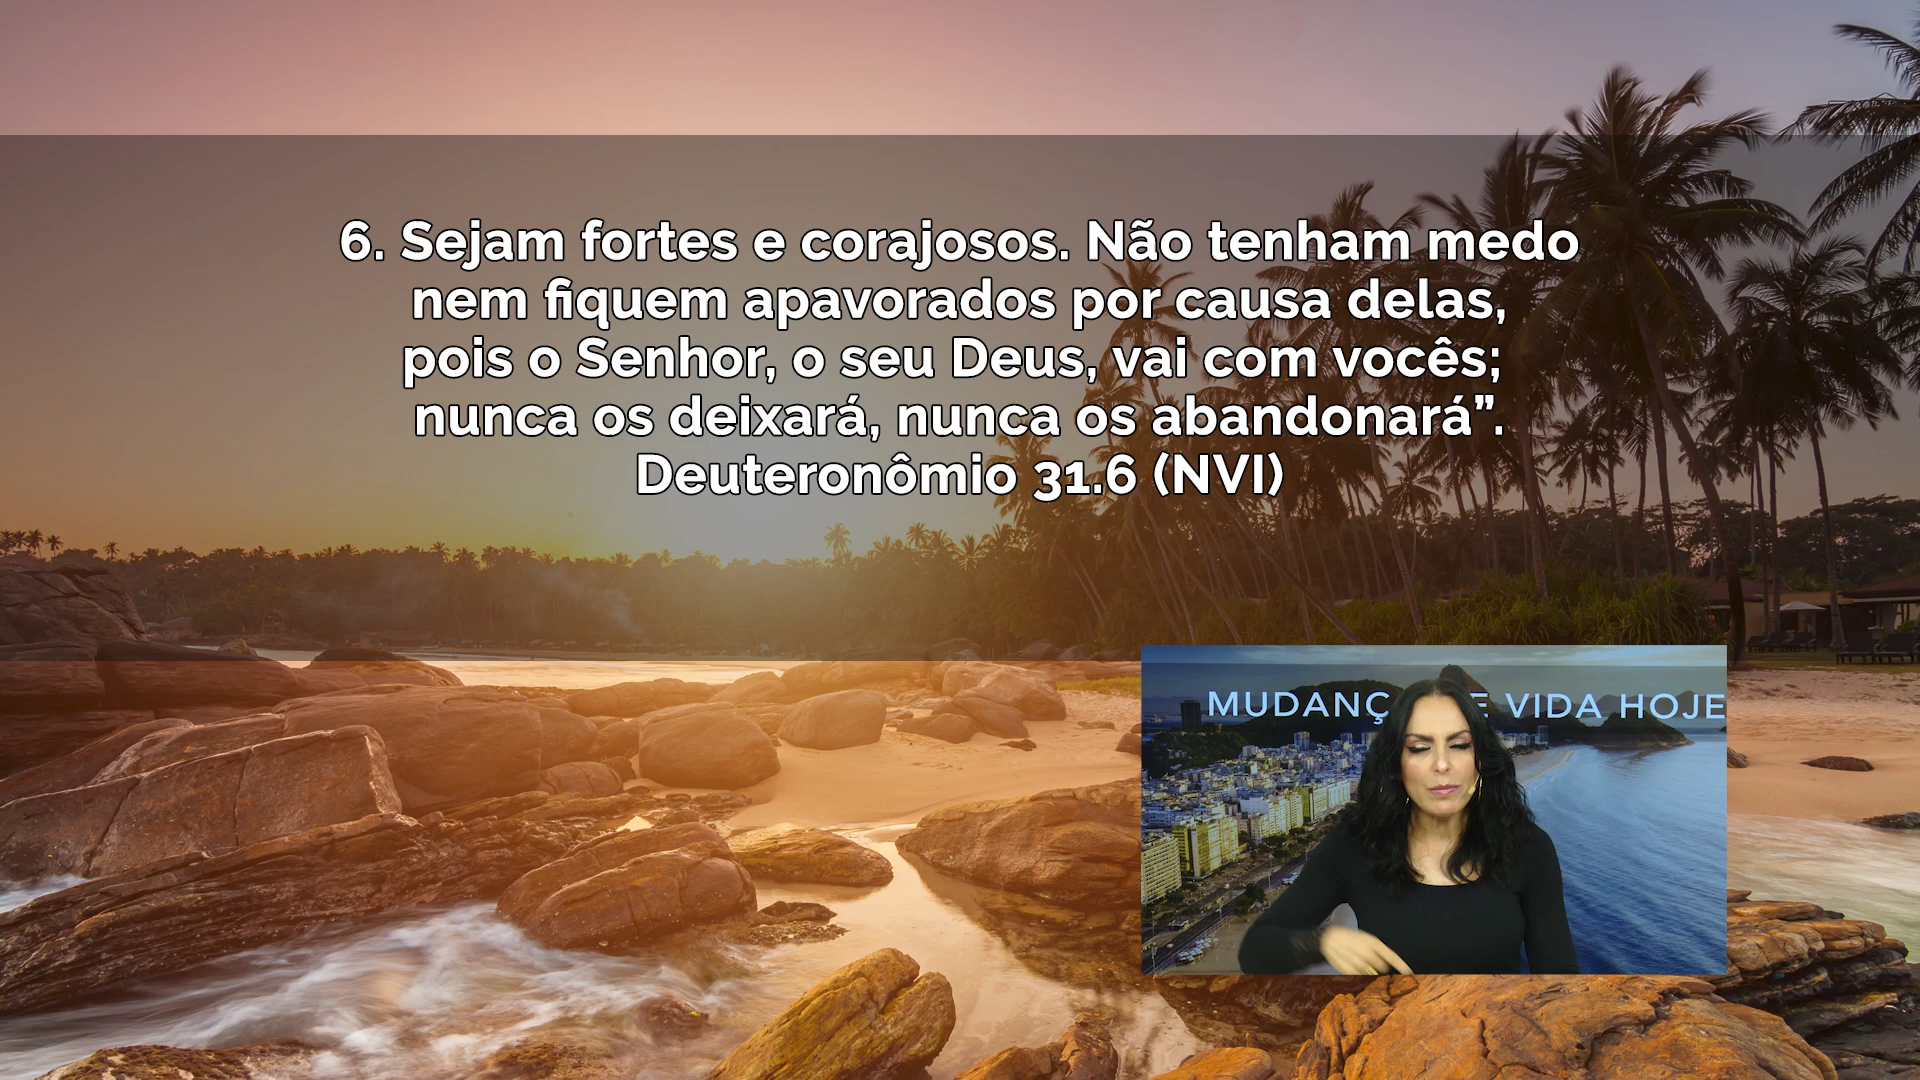 6. Sejam fortes e corajosos. Não tenham medo
nem fiquem apavorados por causa delas,
pois o Senhor, o seu Deus, vai com vocês;
nunca os deixará, nunca os abandonará”.
Deuteronômio 31.6 (NVI)
MUDANÇ E VIDA HOJE